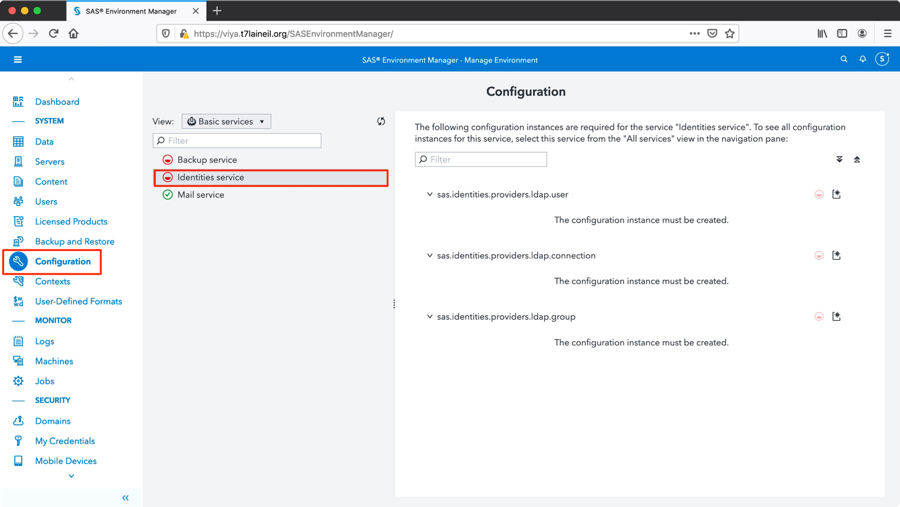 SAS® Environment Manager
https://viya.t7laineil.org/SASEnvironmentManager/
SAS® Environment Manager - Manage Environment
S
Dashboard
SYSTEM
Data
Servers
Content
Users
Licensed Products
Backup and Restore
Configuration
Contexts
User-Defined Formats
MONITOR
Logs
Machines
Jobs
SECURITY
Domains
My Credentials
Mobile Devices
View: Basic services
Filter
Backup service
Identities service
Mail service
Configuration
The following configuration instances are required for the service "Identities service". To see all configuration
instances for this service, select this service from the "All services" view in the navigation pane:
Filter
sas.identities.providers.ldap.user
The configuration instance must be created.
sas.identities.providers.ldap.connection
The configuration instance must be created.
sas.identities.providers.ldap.group
The configuration instance must be created.